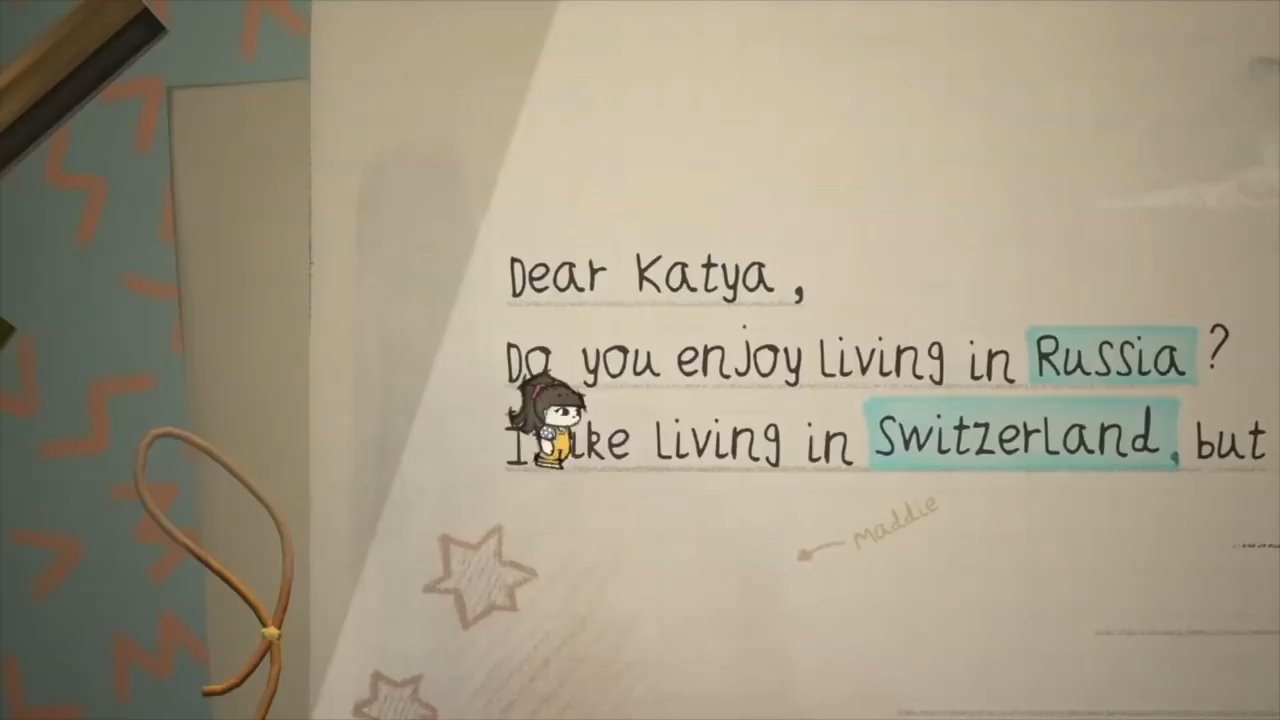 Dear Katya,
Do you enjoy living in Russia?
I like living in Switzerland, but
maddie